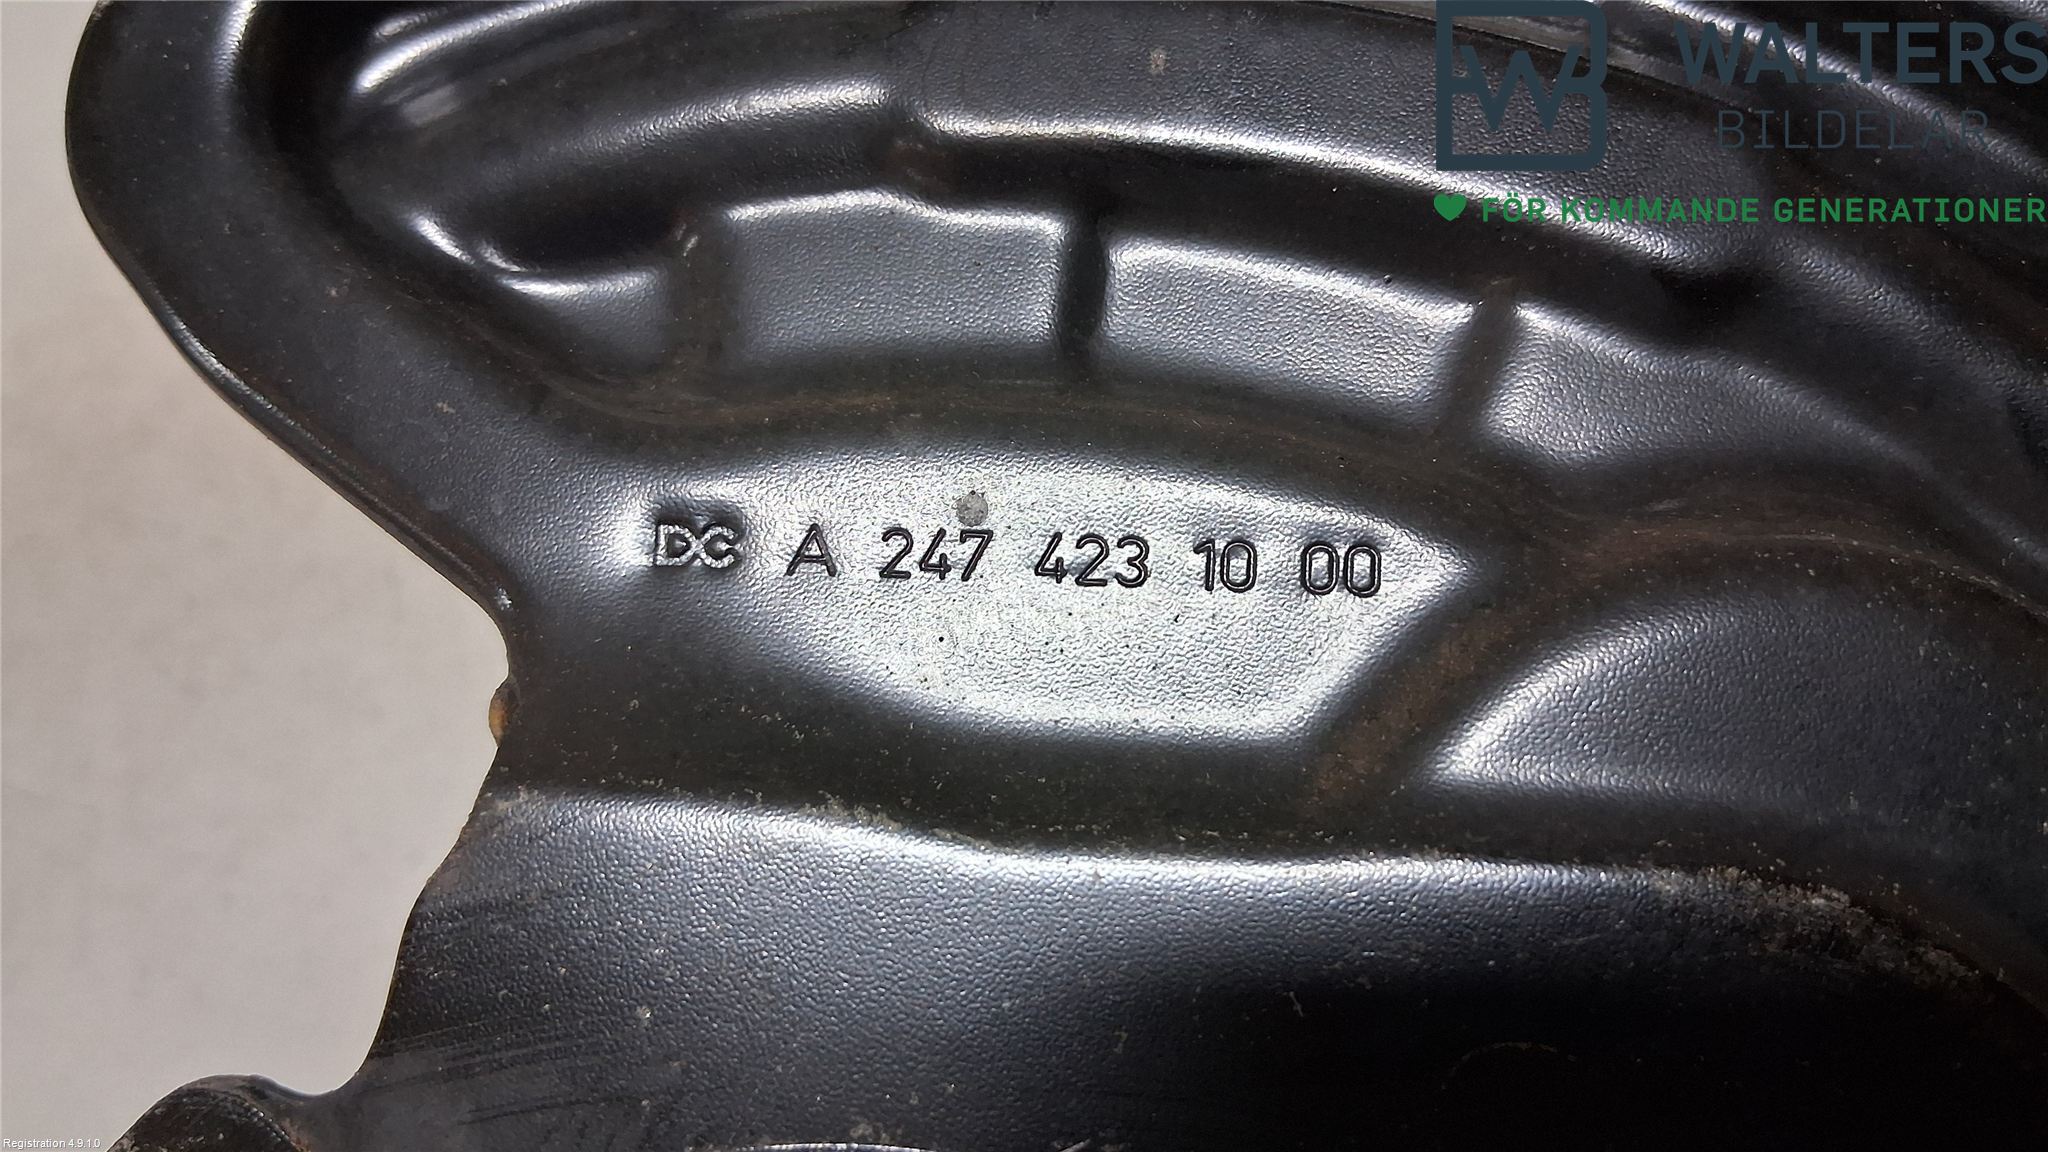 WALTERS
BILDELAR
FÖR KOMMANDE GENERATIONER
DC A 247 423 10 00
Registration 4.9.1.0